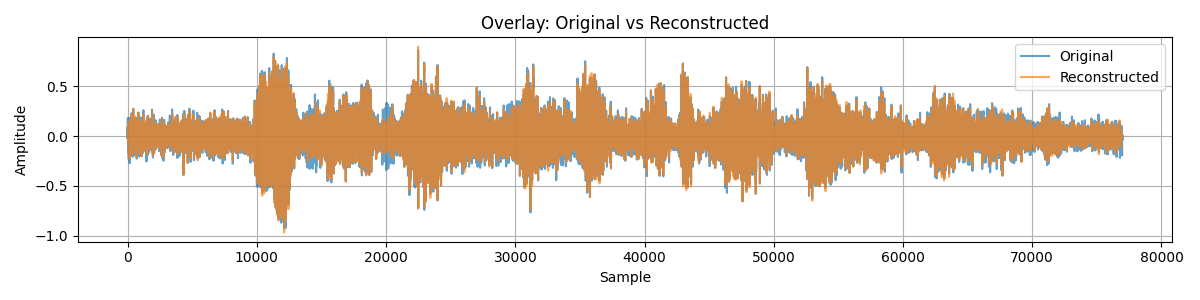 Overlay: Original vs Reconstructed
Original
Reconstructed
Amplitude
0.5
0.0
−0.5
−1.0
0 10000 20000 30000 40000 50000 60000 70000 80000
Sample